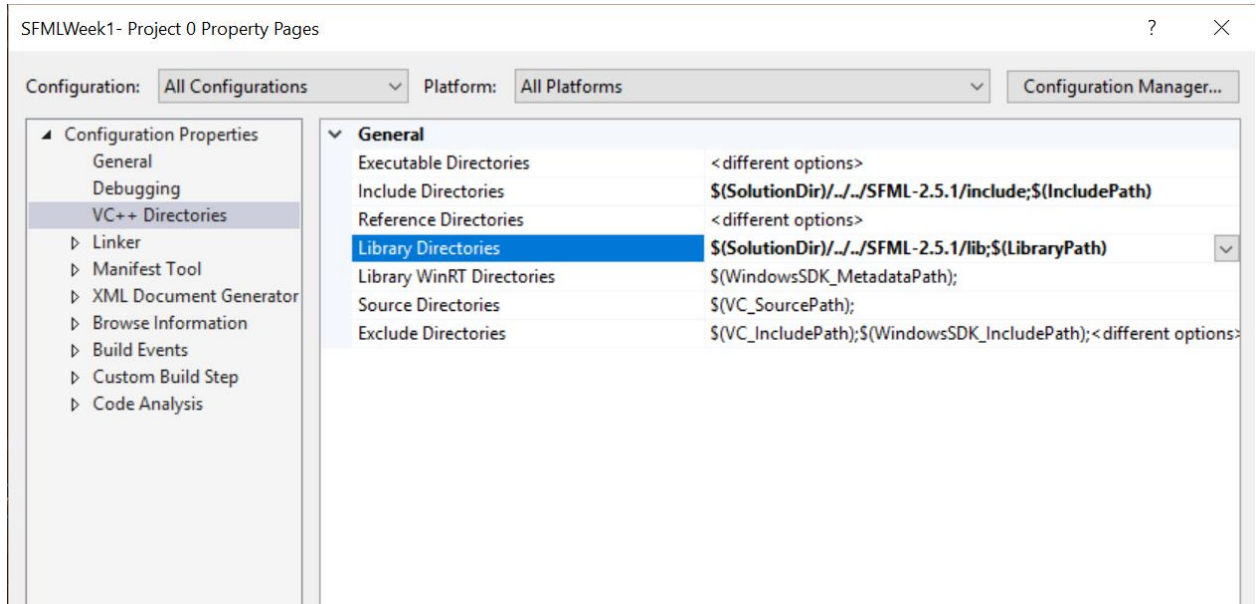 SFMLWeek1- Project 0 Property Pages ?
Configuration: All Configurations Platform: All Platforms Configuration Manager...
Configuration Properties
General
Debugging
VC++ Directories
Linker
Manifest Tool
XML Document Generator
Browse Information
Build Events
Custom Build Step
Code Analysis
General
Executable Directories <different options>
Include Directories $(SolutionDir)/../../SFML-2.5.1/include;$(IncludePath)
Reference Directories <different options>
Library Directories $(SolutionDir)/../../SFML-2.5.1/lib;$(LibraryPath)
Library WinRT Directories $(WindowsSDK_MetadataPath);
Source Directories $(VC_SourcePath);
Exclude Directories $(VC_IncludePath);$(WindowsSDK_IncludePath);<different options>